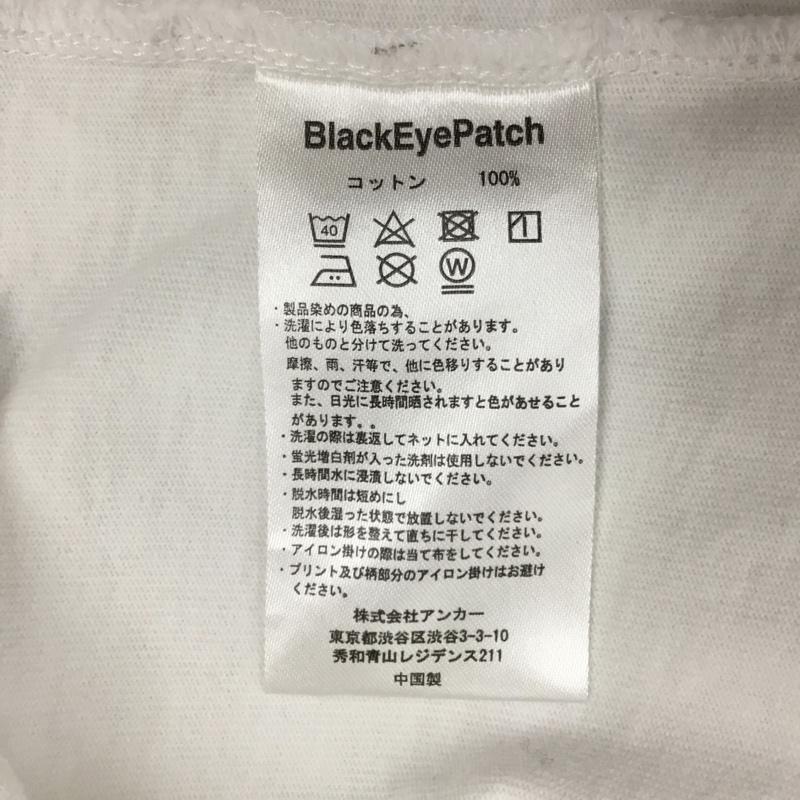 BlackEyePatch
コットン 100%
40
W
・製品染めの商品の為、
・洗濯により色落ちすることがあります。
他のものと分けて洗ってください。
摩擦、雨、汗等で、他に色移りすることがあり
ますのでご注意ください。
また、日光に長時間晒されますと色があせること
があります。。
・洗濯の際は裏返してネットに入れてください。
・蛍光増白剤が入った洗剤は使用しないでください。
・長時間水に浸漬しないでください。
・脱水時間は短めにし
脱水後湿った状態で放置しないでください。
・洗濯後は形を整えて直ちに干してください。
・アイロン掛けの際は当て布をしてください。
・プリント及び柄部分のアイロン掛けはお避け
ください。
株式会社アンカー
東京都渋谷区渋谷3-3-10
秀和青山レジデンス211
中国製